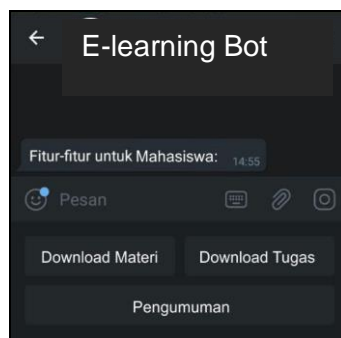 E-learning Bot
Fitur-fitur untuk Mahasiswa: 14:55
Pesan
Download Materi Download Tugas
Pengumuman